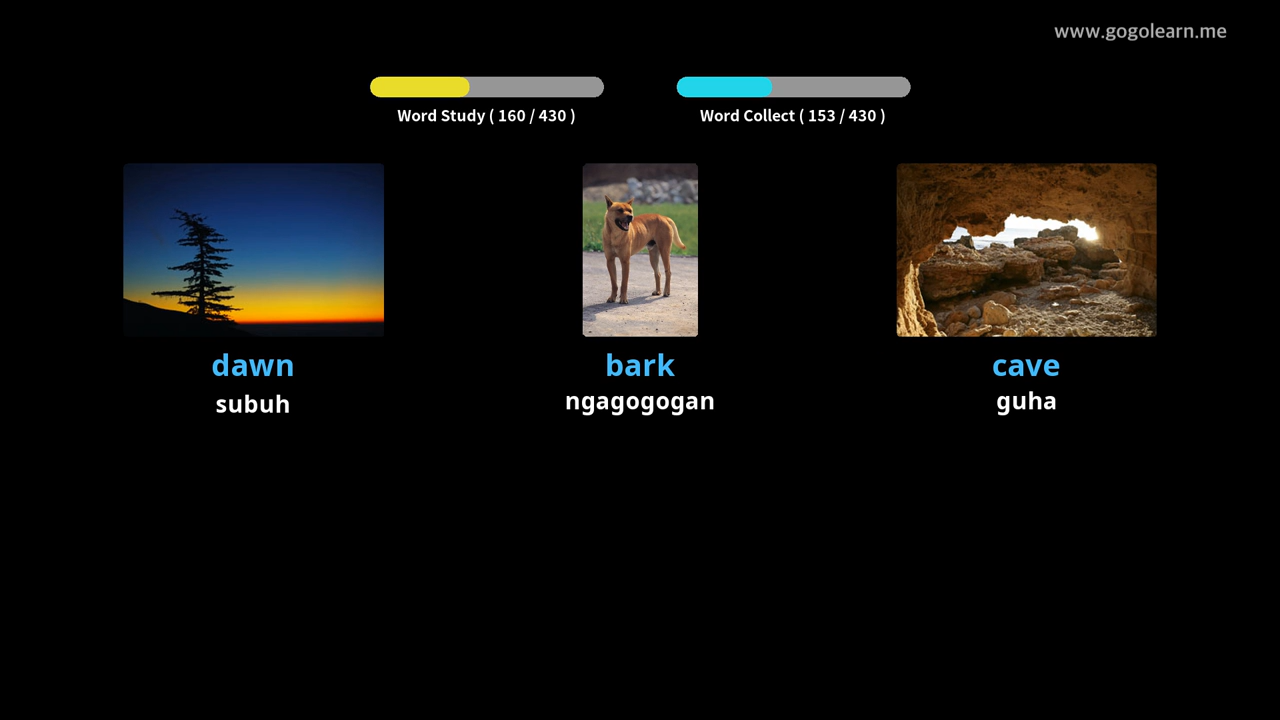 www.gogolearn.me
Word Study ( 160 / 430 )
Word Collect ( 153 / 430 )
dawn
subuh
bark
ngagogogan
cave
guha